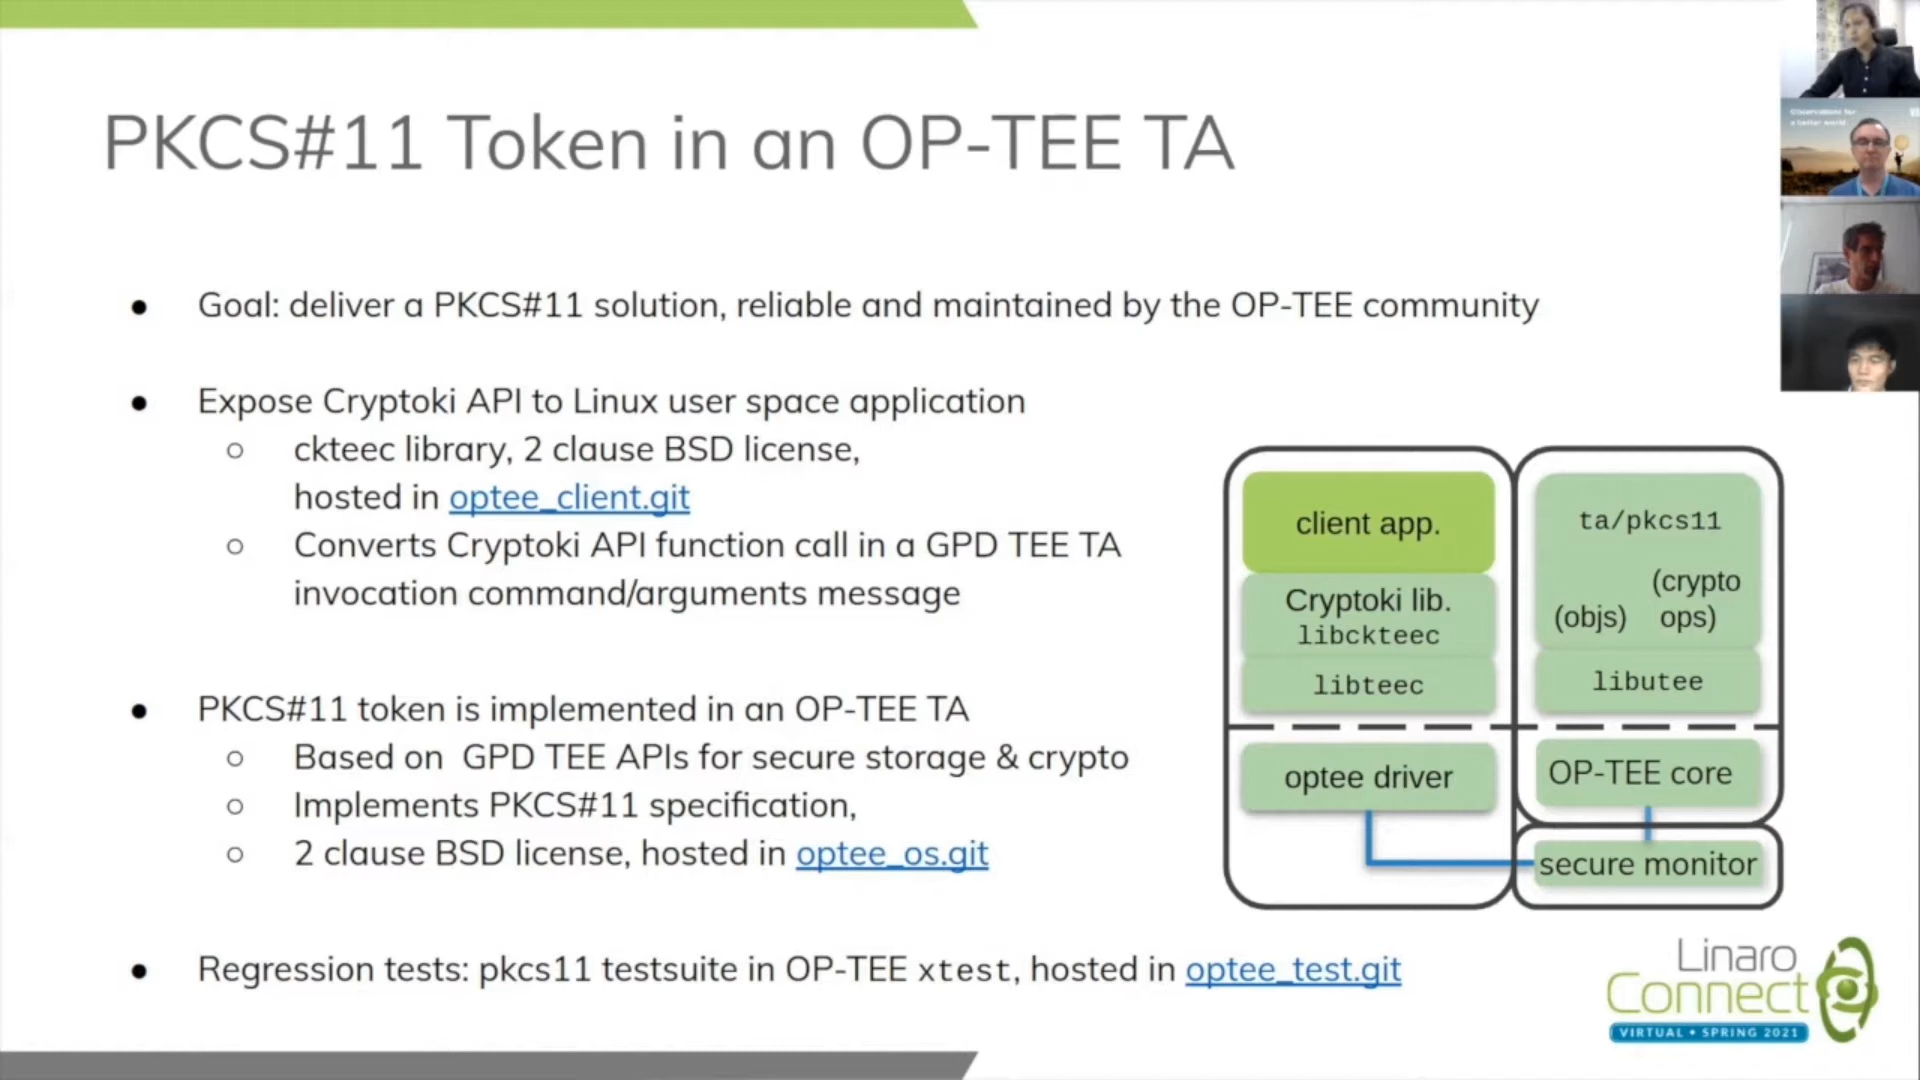 PKCS#11 Token in an OP-TEE TA
● Goal: deliver a PKCS#11 solution, reliable and maintained by the OP-TEE community
● Expose Cryptoki API to Linux user space application
○ ckteec library, 2 clause BSD license,
hosted in optee_client.git
○ Converts Cryptoki API function call in a GPD TEE TA
invocation command/arguments message
● PKCS#11 token is implemented in an OP-TEE TA
○ Based on  GPD TEE APIs for secure storage & crypto
○ Implements PKCS#11 specification,
○ 2 clause BSD license, hosted in optee_os.git
● Regression tests: pkcs11 testsuite in OP-TEE xtest, hosted in optee_test.git
client app.
Cryptoki lib.
libckteec
libteec
optee driver
ta/pkcs11
(objs)
(crypto
ops)
libutee
OP-TEE core
secure monitor
a better world
Linaro
Connect
VIRTUAL • SPRING 2021